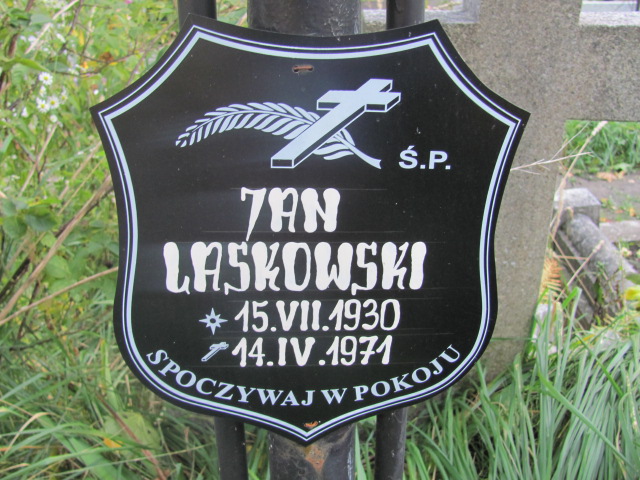 Ś.P.
JAN
LASKOWSKI
15.VII.1930
14.IV.1971
SPOCZYWAJ W POKOJU